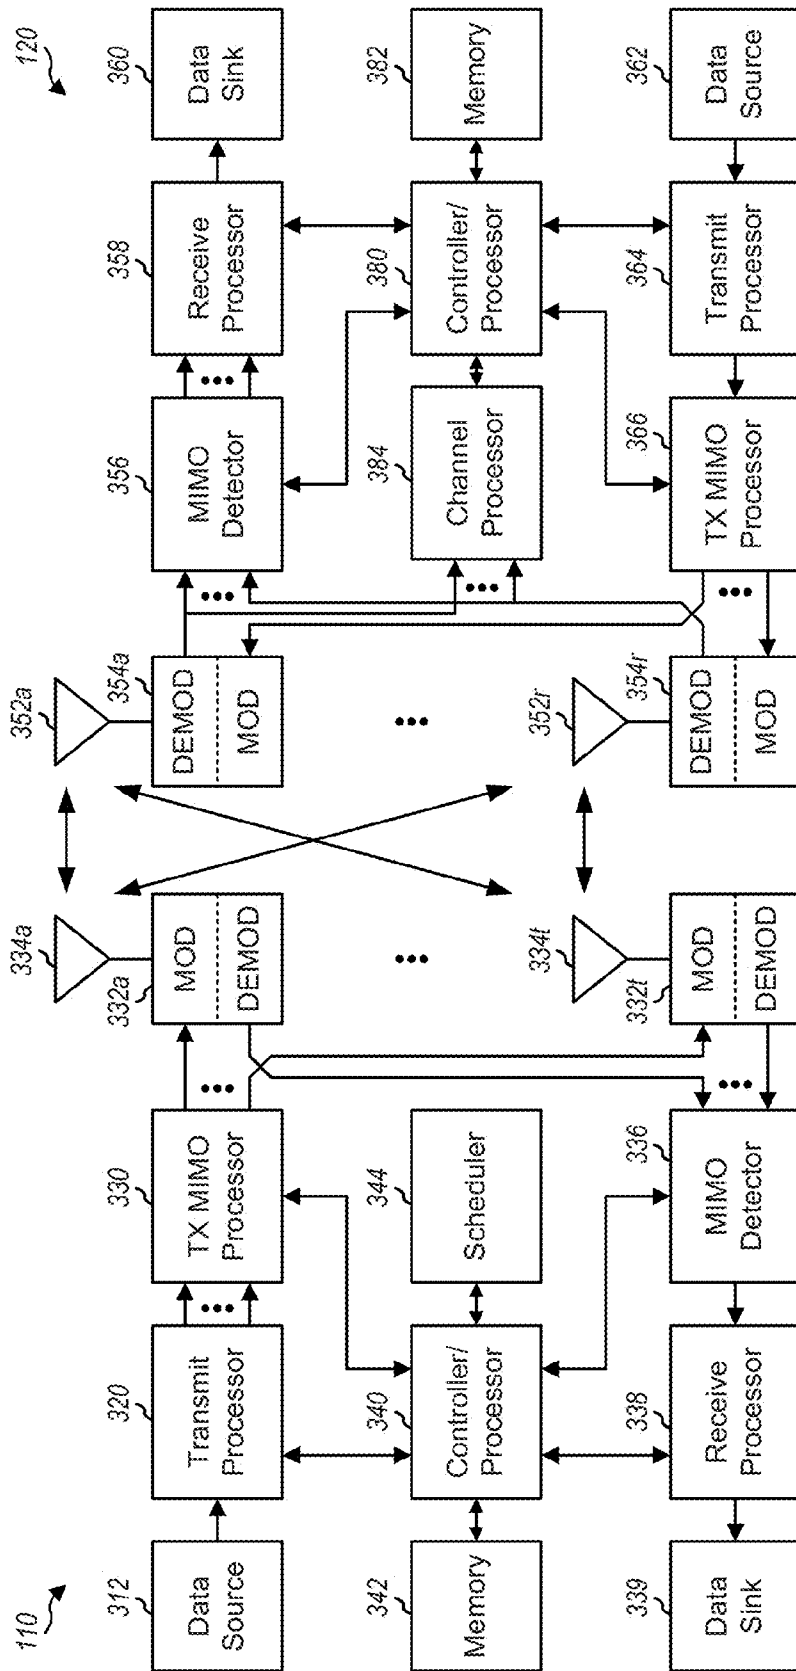 110
120
334a
352a
312
Data
Source
320
Transmit
Processor
330
TX MIMO
Processor
332a
MOD
DEMOD
354a
DEMOD
MOD
356
MIMO
Detector
358
Receive
Processor
360
Data
Sink
342
Memory
340
Controller/
Processor
344
Scheduler
384
Channel
Processor
380
Controller/
Processor
382
Memory
334t
352r
339
Data
Sink
338
Receive
Processor
336
MIMO
Detector
332t
MOD
DEMOD
354r
DEMOD
MOD
366
TX MIMO
Processor
364
Transmit
Processor
362
Data
Source